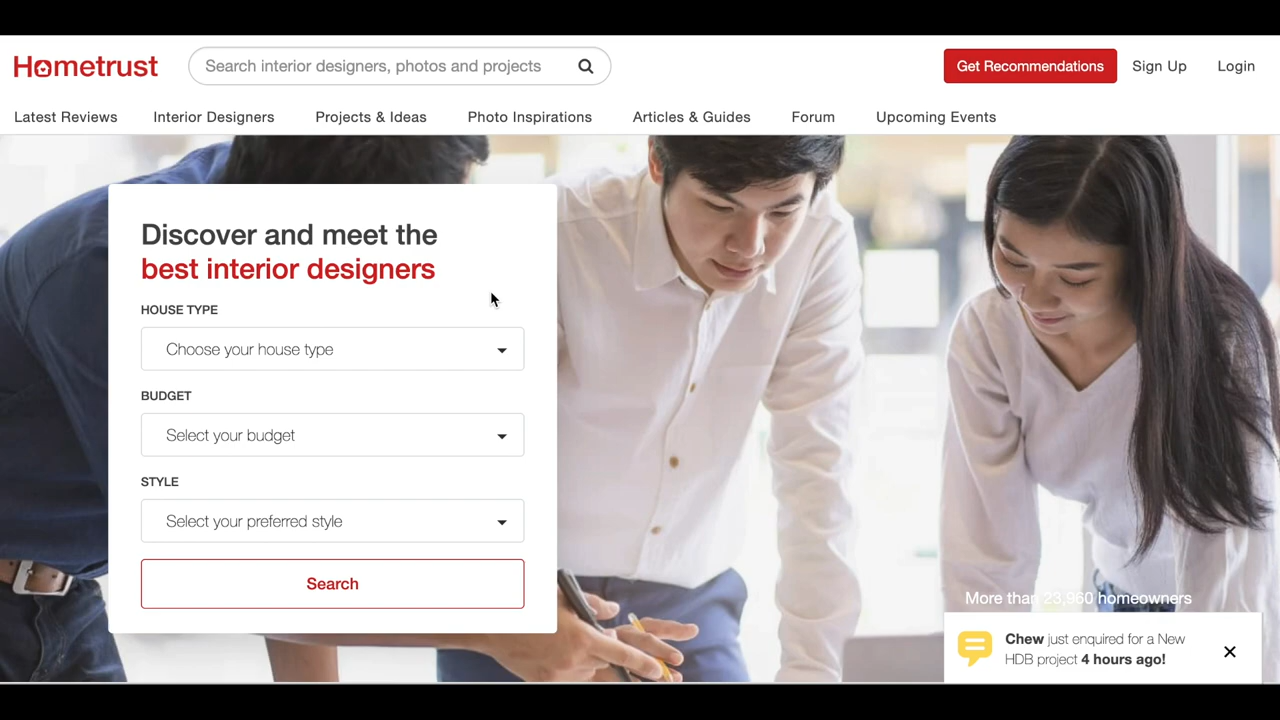 Hometrust
Search interior designers, photos and projects
Get Recommendations
Sign Up
Login
Latest Reviews
Interior Designers
Projects & Ideas
Photo Inspirations
Articles & Guides
Forum
Upcoming Events
Discover and meet the
best interior designers
HOUSE TYPE
Choose your house type
BUDGET
Select your budget
STYLE
Select your preferred style
Search
More than 23,960 homeowners
Chew just enquired for a New
HDB project 4 hours ago!